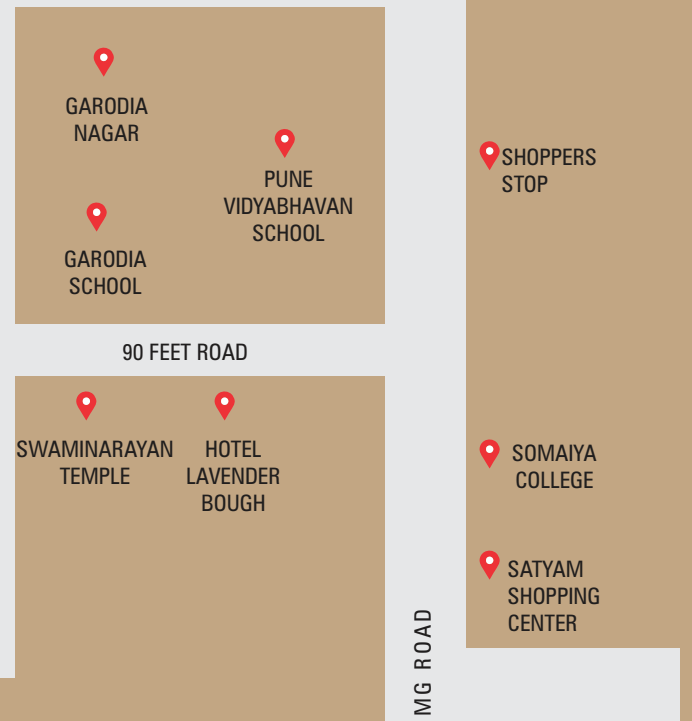 GARODIA
NAGAR
PUNE
VIDYABHAVAN
SCHOOL
GARODIA
SCHOOL
SHOPPERS
STOP
90 FEET ROAD
SWAMINARAYAN
TEMPLE
HOTEL
LAVENDER
BOUGH
SOMAIYA
COLLEGE
SATYAM
SHOPPING
CENTER
MG ROAD